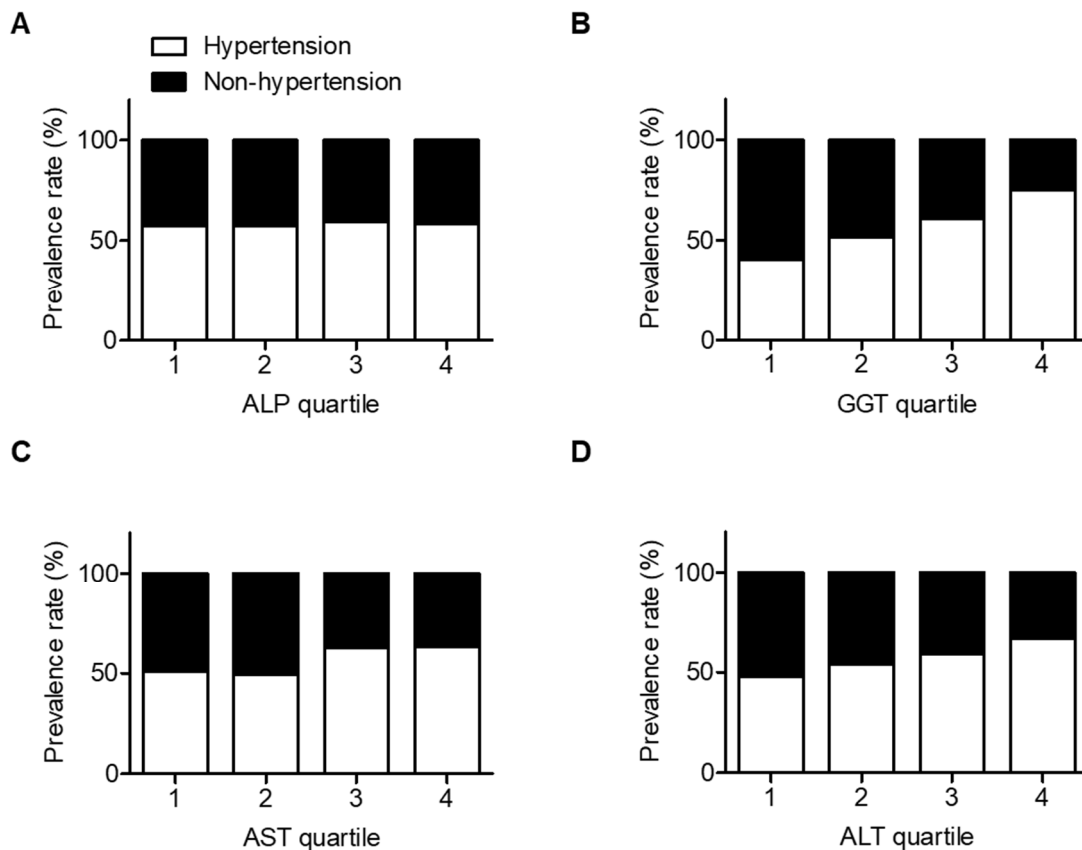 A
Hypertension
Non-hypertension
Prevalence rate (%)
100
50
0
1 2 3 4
ALP quartile
B
Prevalence rate (%)
100
50
0
1 2 3 4
GGT quartile
C
Prevalence rate (%)
100
50
0
1 2 3 4
AST quartile
D
Prevalence rate (%)
100
50
0
1 2 3 4
ALT quartile